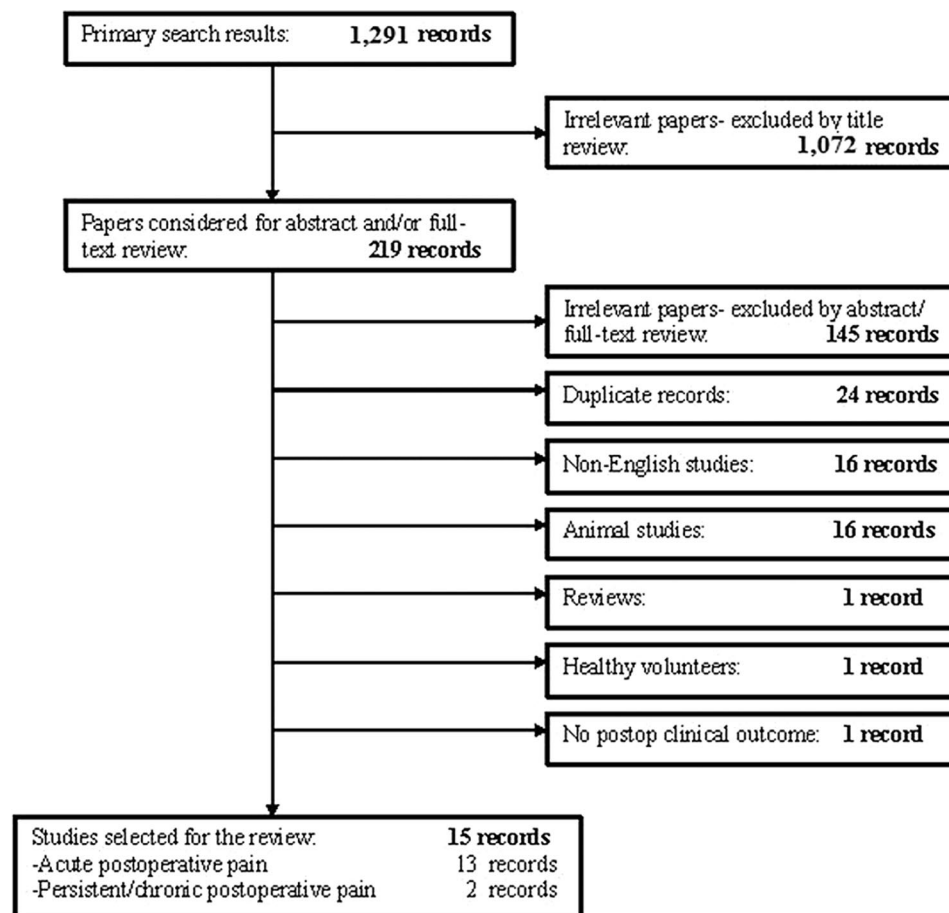 Primary search results: 1,291 records
Irrelevant papers- excluded by title
review: 1,072 records
Papers considered for abstract and/or full-
text review: 219 records
Irrelevant papers- excluded by abstract/
full-text review: 145 records
Duplicate records: 24 records
Non-English studies: 16 records
Animal studies: 16 records
Reviews: 1 record
Healthy volunteers: 1 record
No postop clinical outcome: 1 record
Studies selected for the review: 15 records
-Acute postoperative pain 13 records
-Persistent/chronic postoperative pain 2 records